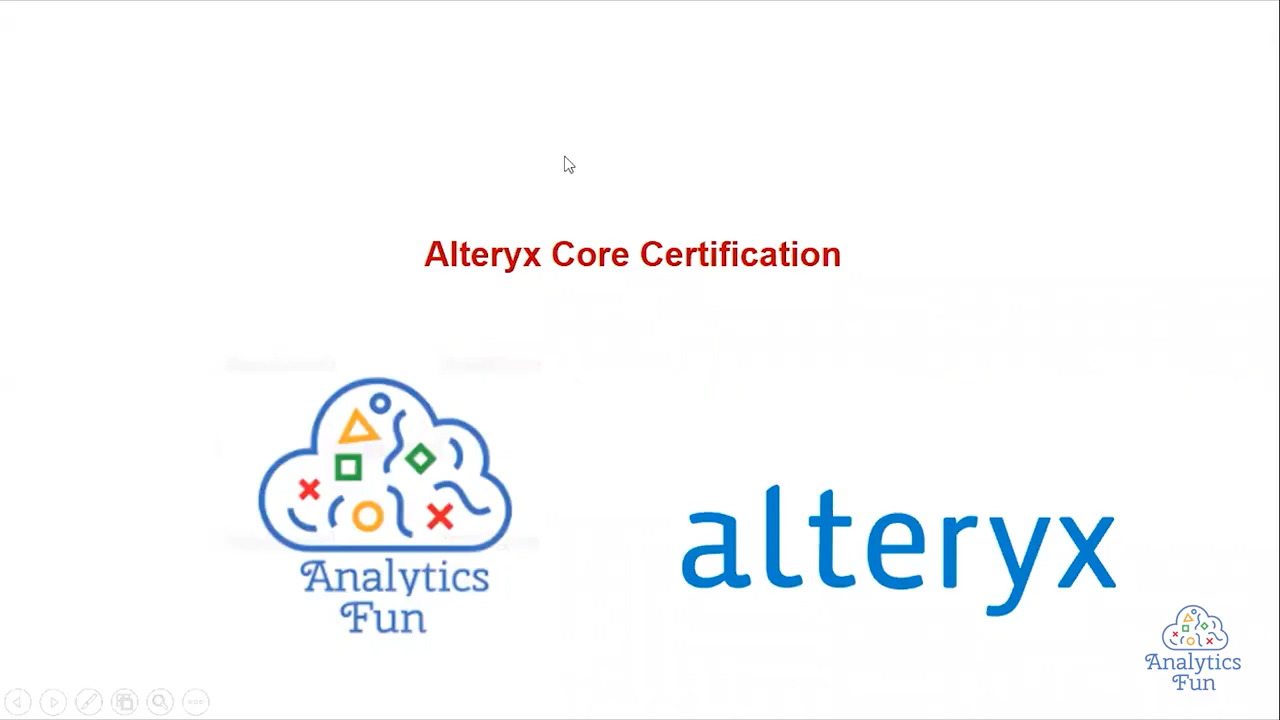 Alteryx Core Certification
Analytics
Fun
alteryx
Analytics
Fun